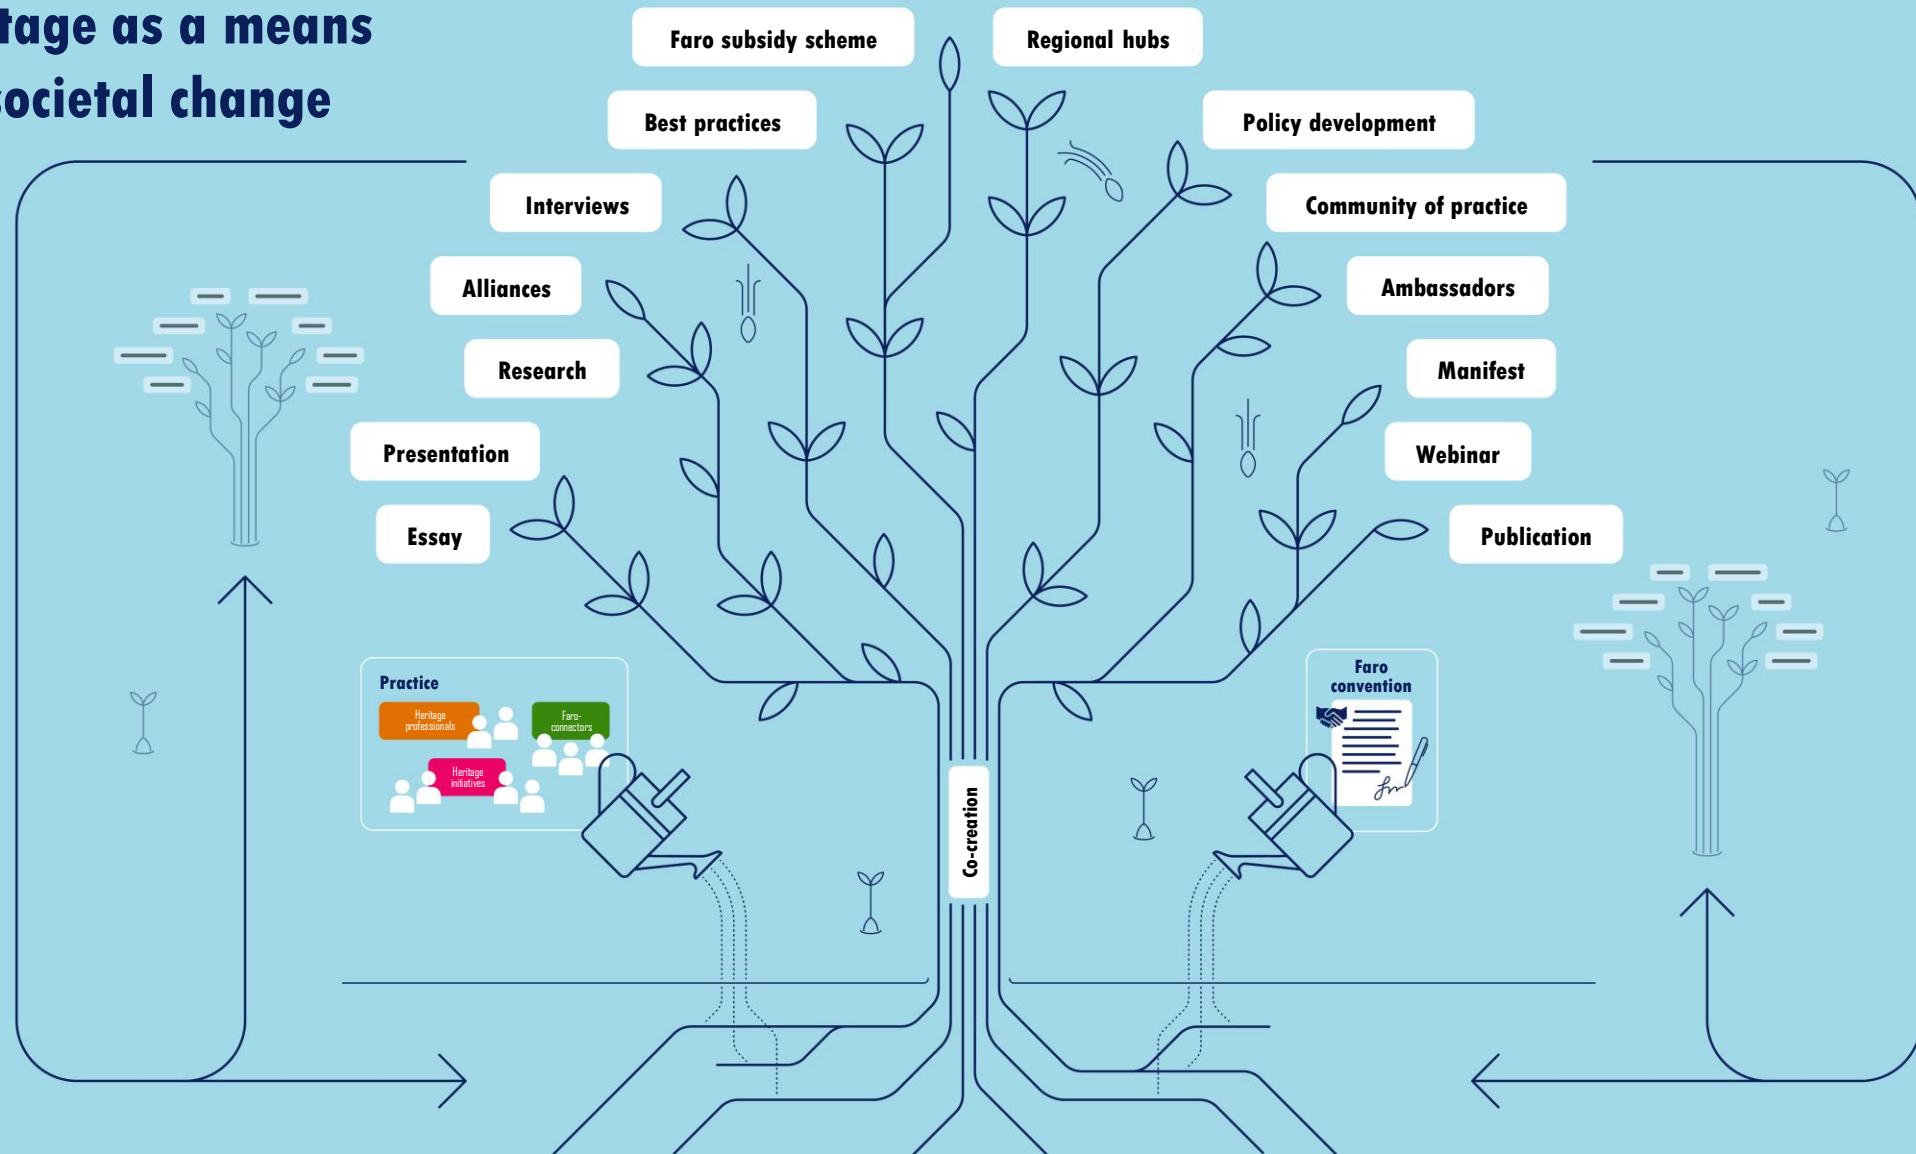 tage as a means
societal change
Faro subsidy scheme
Regional hubs
Best practices
Policy development
Interviews
Community of practice
Alliances
Ambassadors
Research
Manifest
Presentation
Webinar
Essay
Publication
Practice
Heritage
professionals
Faro-
connectors
Heritage
initiatives
Faro
convention
Co-creation